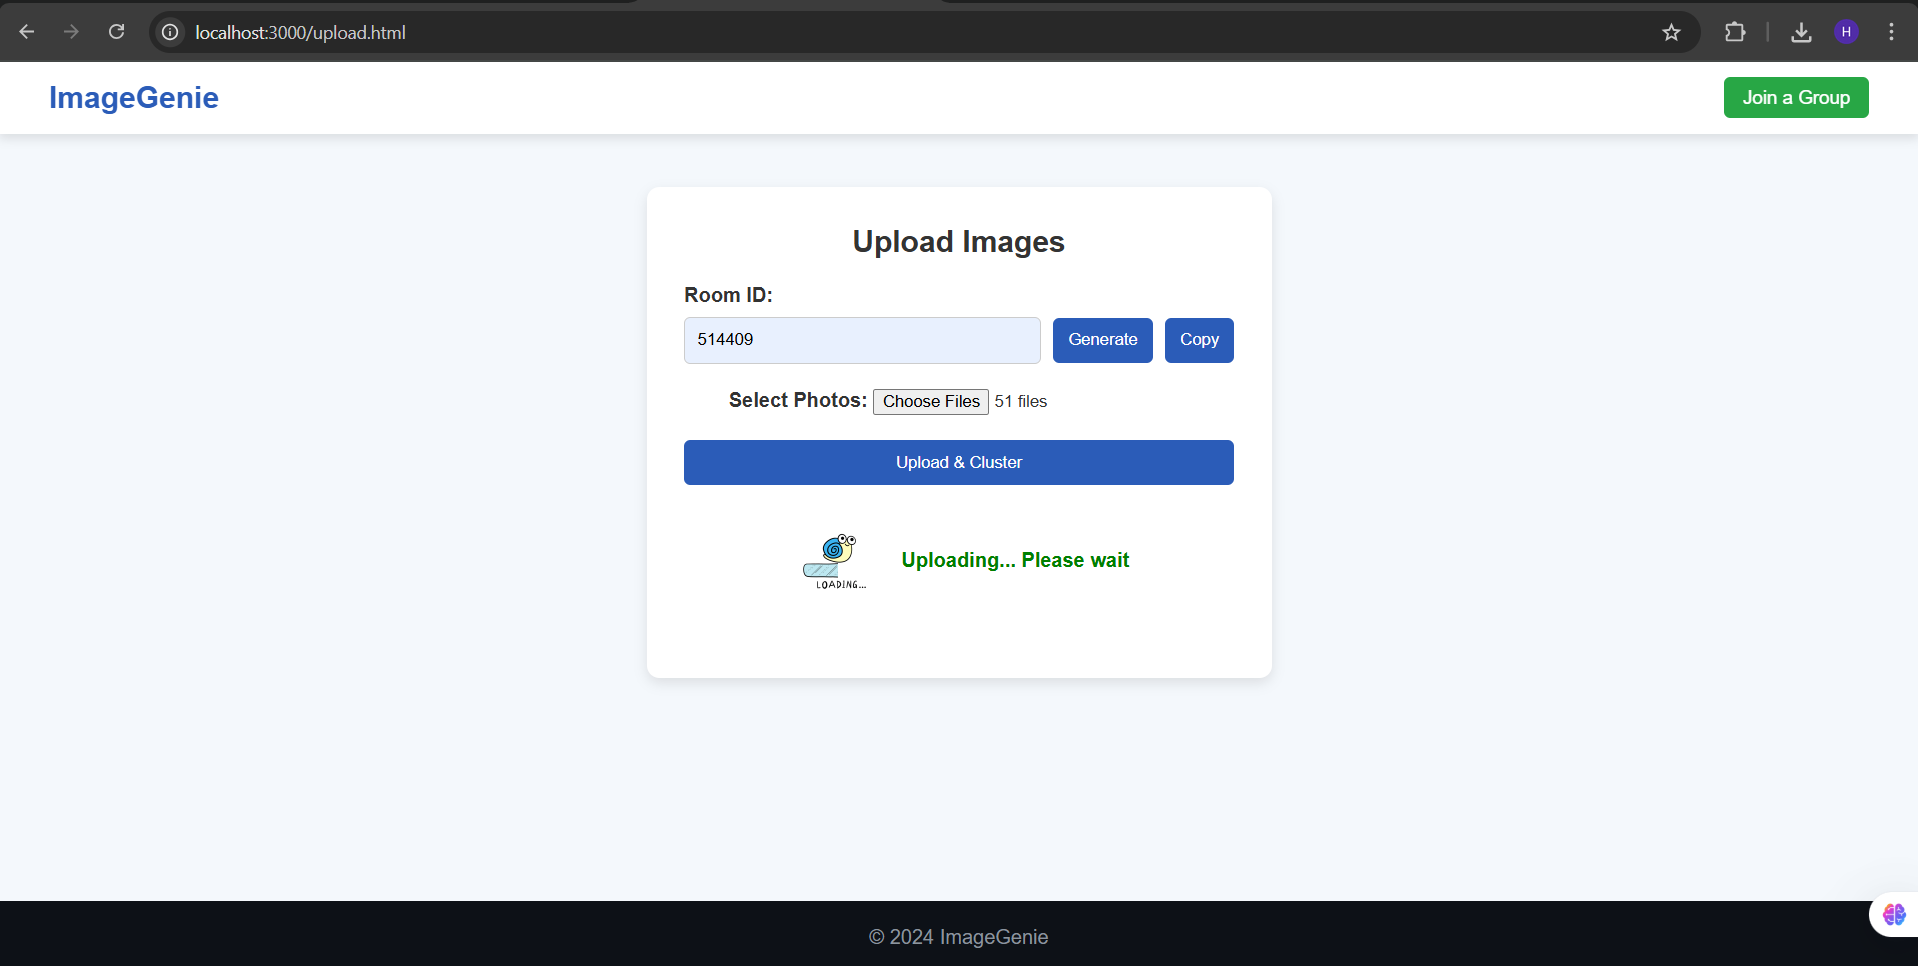 localhost:3000/upload.html
H
ImageGenie
Join a Group
Upload Images
Room ID:
514409
Generate
Copy
Select Photos: Choose Files 51 files
Upload & Cluster
LOADING...
Uploading... Please wait
© 2024 ImageGenie